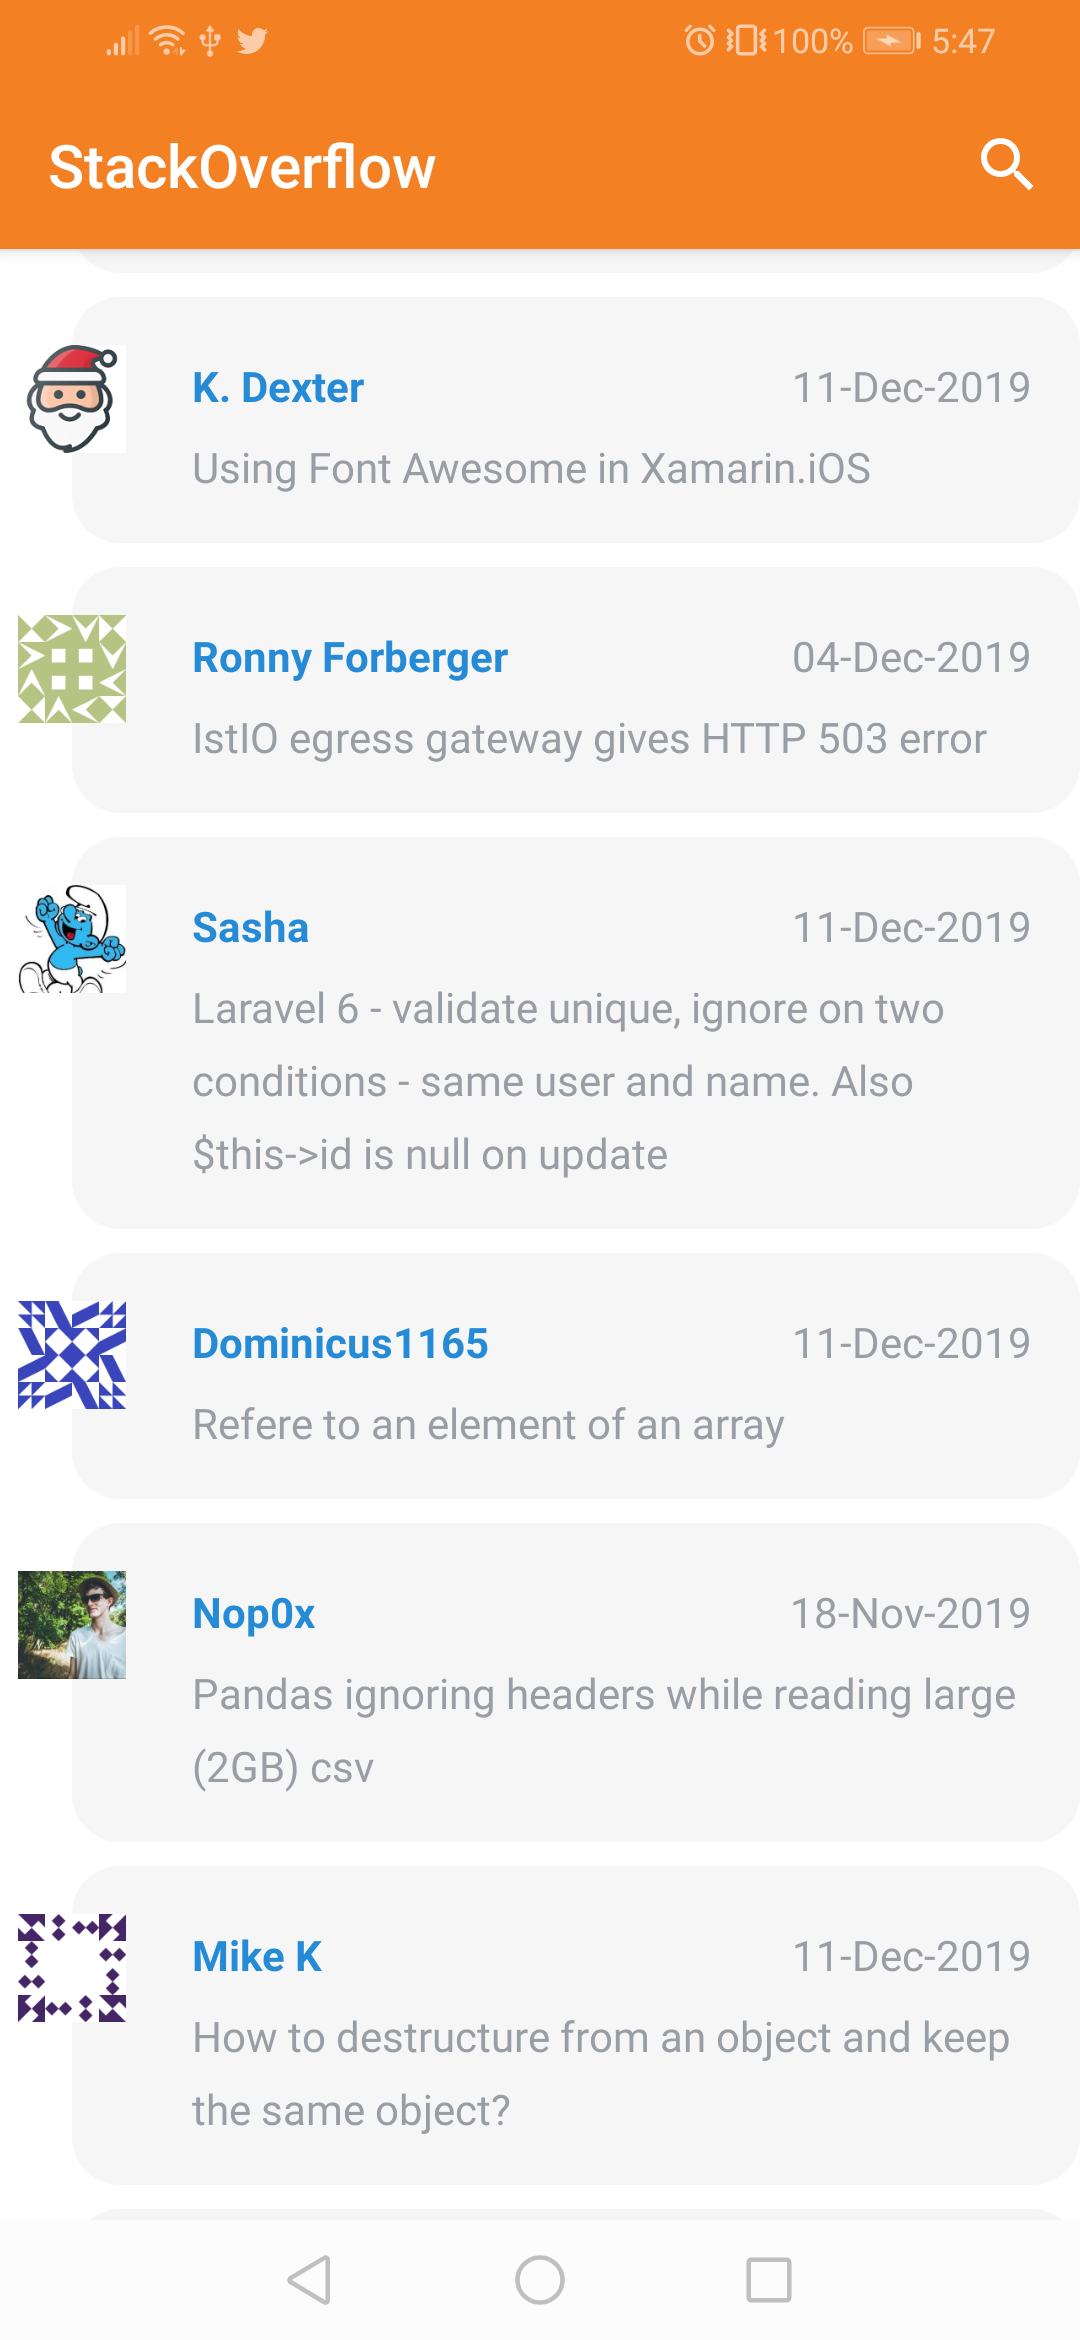 100% 5:47
StackOverflow
K. Dexter 11-Dec-2019
Using Font Awesome in Xamarin.iOS
Ronny Forberger 04-Dec-2019
IstIO egress gateway gives HTTP 503 error
Sasha 11-Dec-2019
Laravel 6 - validate unique, ignore on two
conditions - same user and name. Also
$this->id is null on update
Dominicus1165 11-Dec-2019
Refere to an element of an array
Nop0x 18-Nov-2019
Pandas ignoring headers while reading large
(2GB) csv
Mike K 11-Dec-2019
How to destructure from an object and keep
the same object?